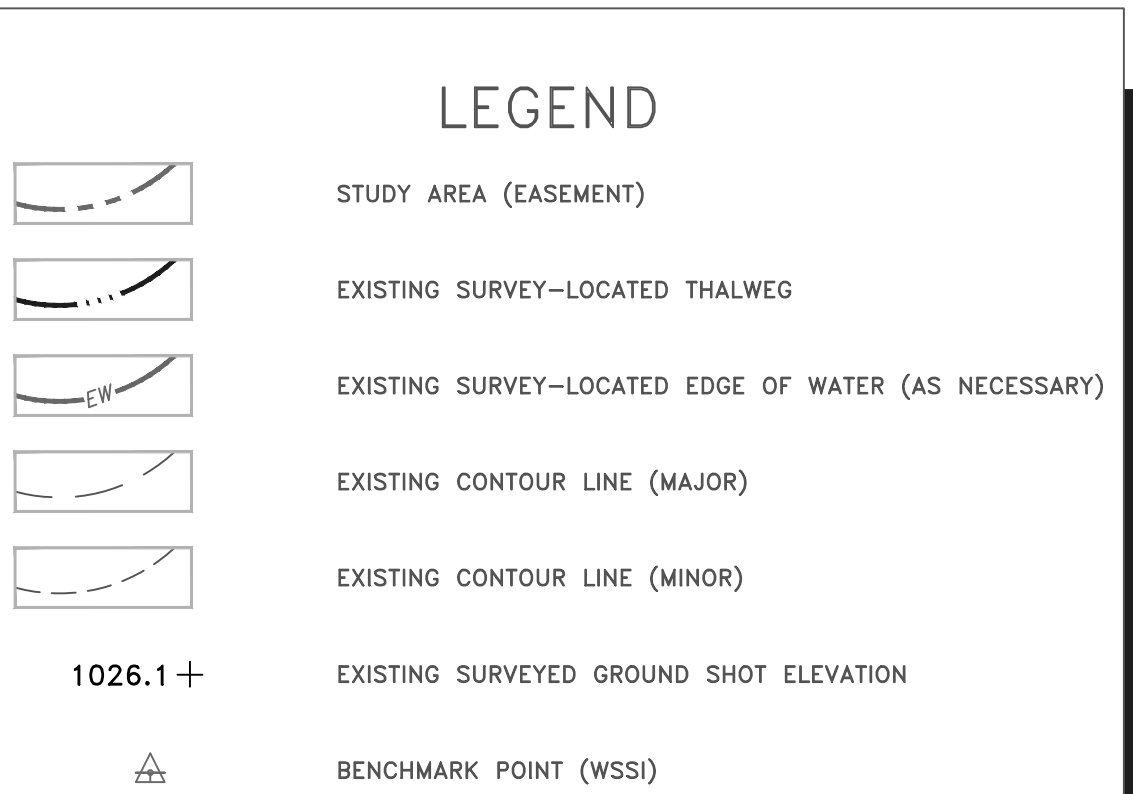 LEGEND
STUDY AREA (EASEMENT)
EXISTING SURVEY-LOCATED THALWEG
EW EXISTING SURVEY-LOCATED EDGE OF WATER (AS NECESSARY)
EXISTING CONTOUR LINE (MAJOR)
EXISTING CONTOUR LINE (MINOR)
1026.1+ EXISTING SURVEYED GROUND SHOT ELEVATION
BENCHMARK POINT (WSSI)